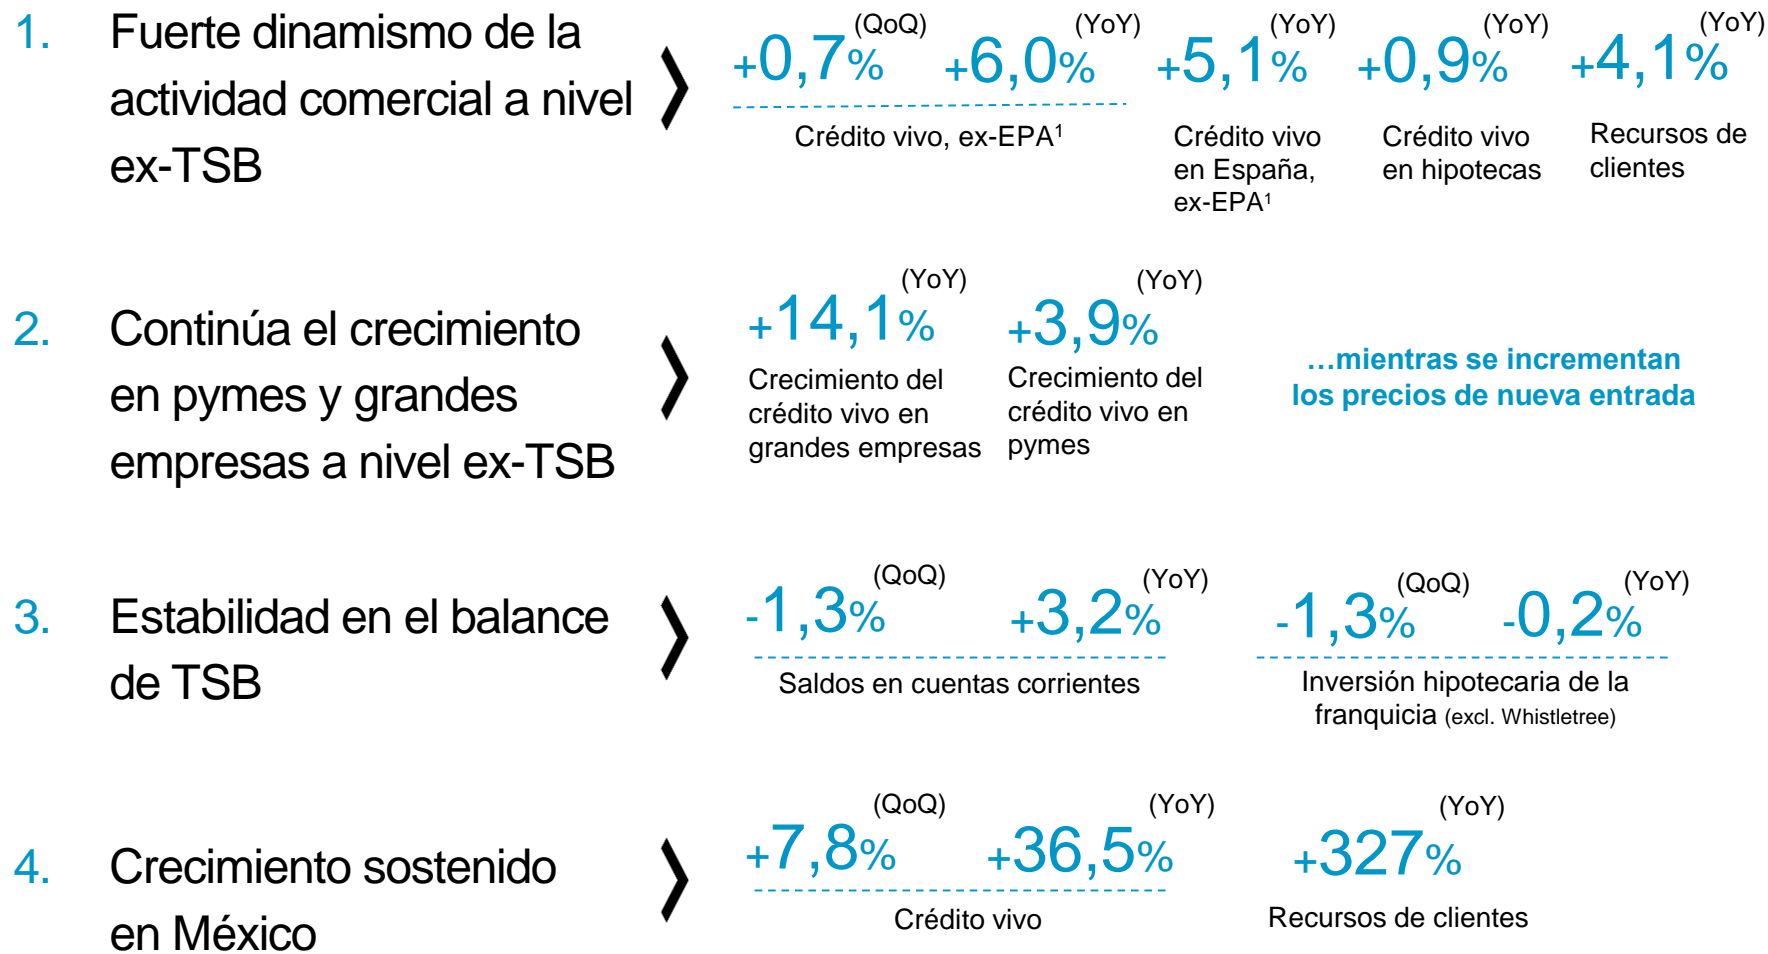 1. Fuerte dinamismo de la
actividad comercial a nivel
ex-TSB
(QoQ) (YoY) (YoY) (YoY) (YoY)
+0,7% +6,0% +5,1% +0,9% +4,1%
Crédito vivo, ex-EPA¹
Crédito vivo
en España,
ex-EPA¹
Crédito vivo
en hipotecas
Recursos de
clientes
2. Continúa el crecimiento
en pymes y grandes
empresas a nivel ex-TSB
(YoY) (YoY)
+14,1% +3,9%
Crecimiento del
crédito vivo en
grandes empresas
Crecimiento del
crédito vivo en
pymes
…mientras se incrementan
los precios de nueva entrada
3. Estabilidad en el balance
de TSB
(QoQ) (YoY) (QoQ) (YoY)
-1,3% +3,2% -1,3% -0,2%
Saldos en cuentas corrientes
Inversión hipotecaria de la
franquicia (excl. Whistletree)
4. Crecimiento sostenido
en México
(QoQ) (YoY) (YoY)
+7,8% +36,5% +327%
Crédito vivo
Recursos de clientes